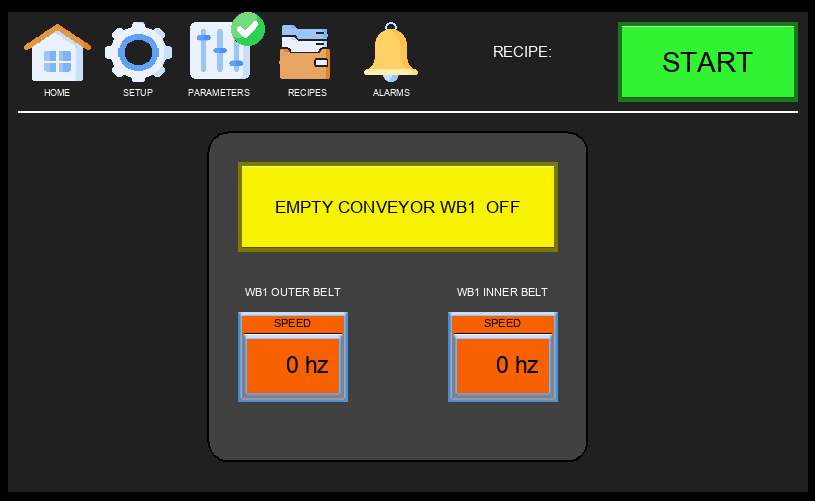 HOME
SETUP
PARAMETERS
RECIPES
ALARMS
RECIPE:
START
EMPTY CONVEYOR WB1  OFF
WB1 OUTER BELT
WB1 INNER BELT
SPEED
SPEED
0 hz
0 hz